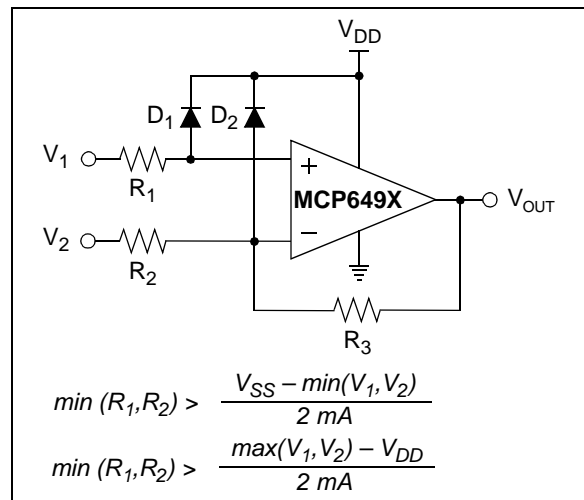 V_DD
D_1 D_2
V_1
R_1
+
MCP649X
V_OUT
V_2
R_2
–
R_3
min (R_1,R_2) > V_SS – min(V_1,V_2) / 2 mA
min (R_1,R_2) > max(V_1,V_2) – V_DD / 2 mA